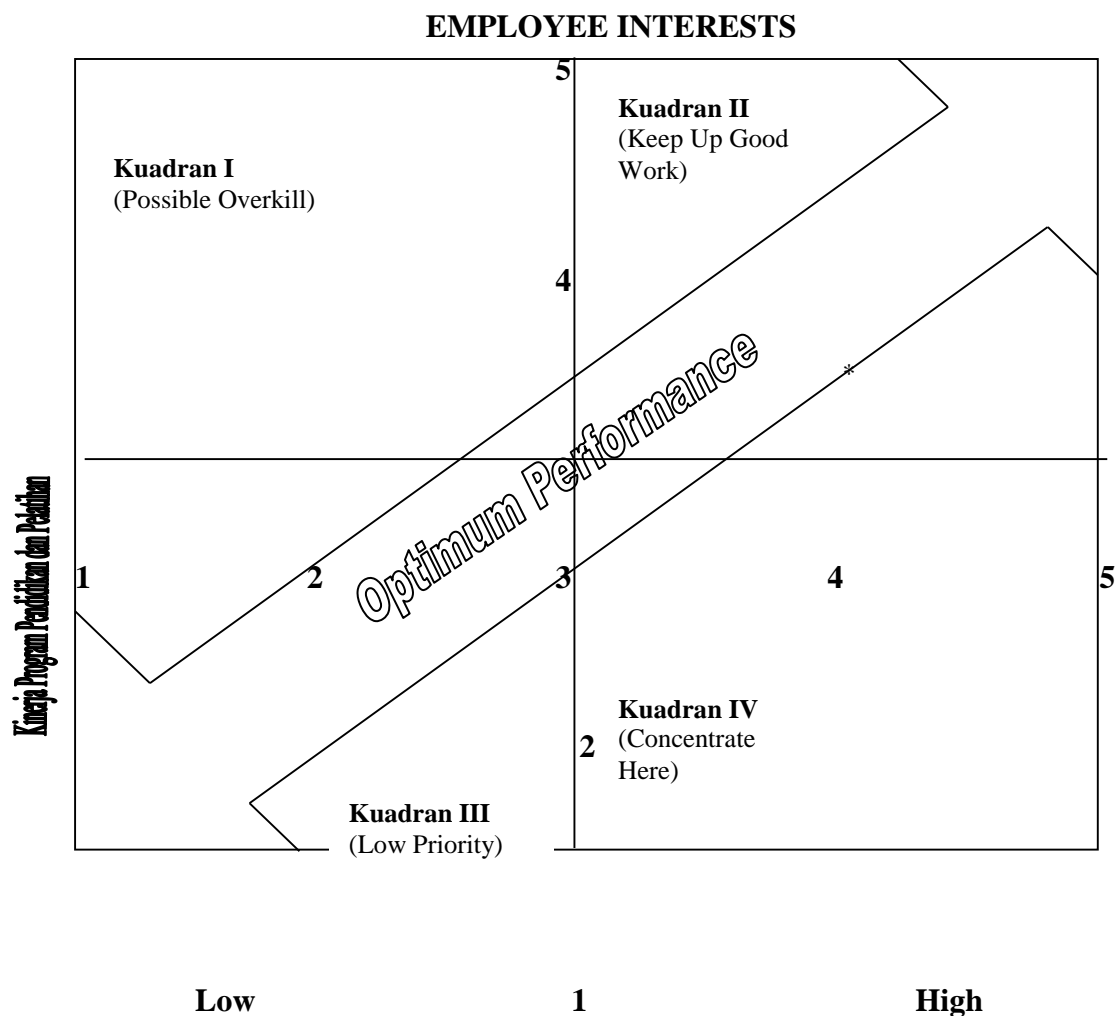 EMPLOYEE INTERESTS
5
Kuadran II
(Keep Up Good
Work)
Kuadran I
(Possible Overkill)
4
*
Optimum Performance
Kinerja Program Pendidikan dan Pelatihan
1 2 3 4 5
Kuadran IV
2 (Concentrate
Here)
Kuadran III
(Low Priority)
Low 1 High